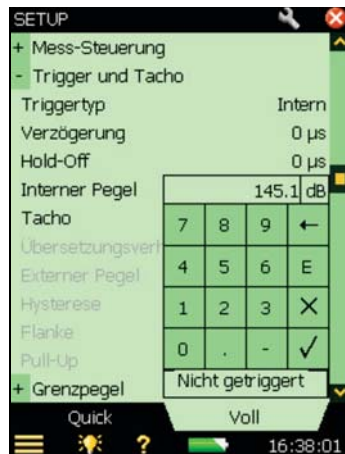 SETUP
+ Mess-Steuerung
- Trigger und Tacho
Triggertyp Intern
Verzögerung 0 µs
Hold-Off 0 µs
Interner Pegel 145.1 dB
Tacho
7 8 9 ←
Übersetzungsverh
4 5 6 E
Externer Pegel
Hysterese
1 2 3 X
Flanke
0 . - ✓
Pull-Up
Nicht getriggert
+ Grenzpegel
Quick Voll
? 16:38:01